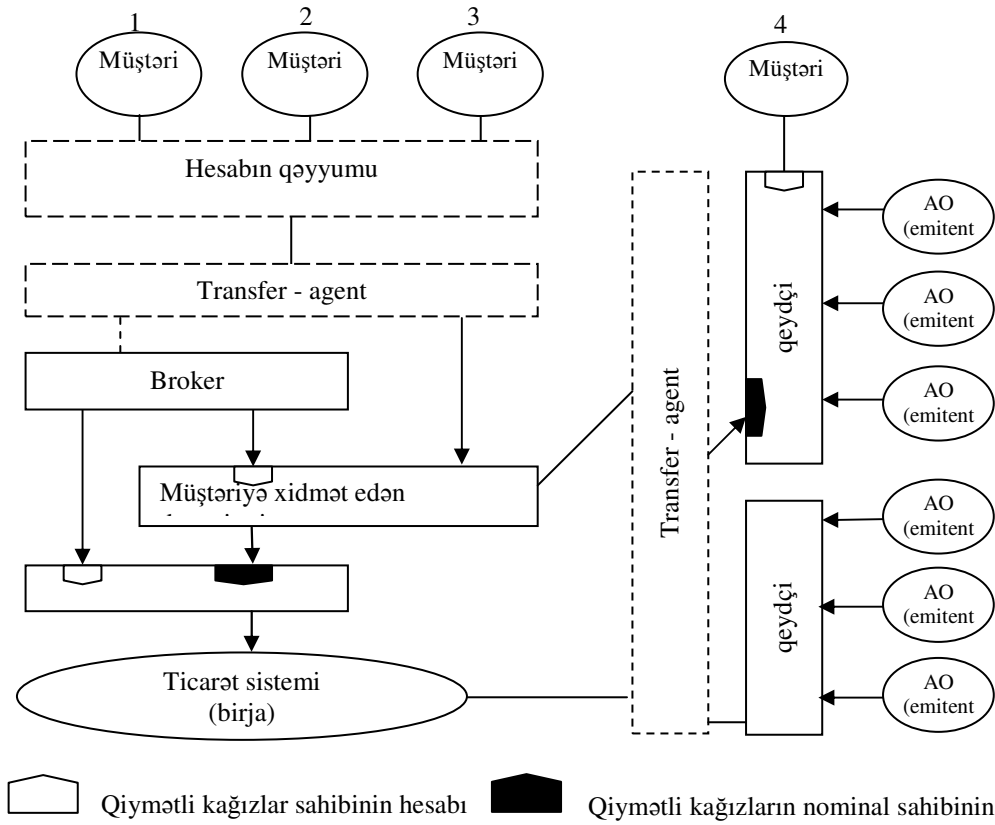 1
2
3
4
Müştəri
Müştəri
Müştəri
Müştəri
Hesabın qəyyumu
Transfer - agent
Broker
Müştəriyə xidmət edən
Ticarət sistemi
(birja)
Transfer - agent
qeydçi
qeydçi
AO
(emitent
AO
(emitent
AO
(emitent
AO
(emitent
AO
(emitent
AO
(emitent
Qiymətli kağızlar sahibinin hesabı
Qiymətli kağızların nominal sahibinin